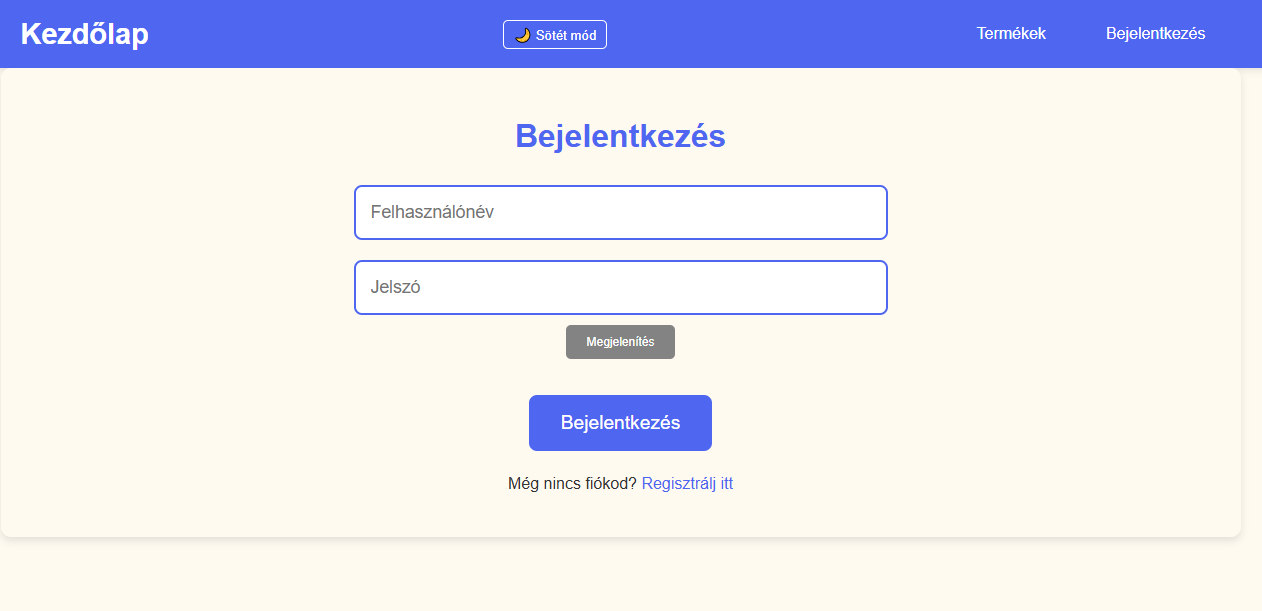 Kezdőlap
🌙 Sötét mód
Termékek
Bejelentkezés
Bejelentkezés
Felhasználónév
Jelszó
Megjelenítés
Bejelentkezés
Még nincs fiókod? Regisztrálj itt